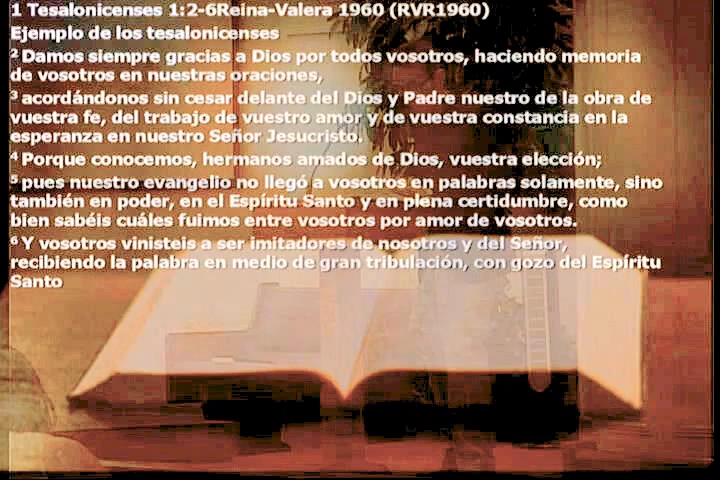 1 Tesalonicenses 1:2-6Reina-Valera 1960 (RVR1960)
Ejemplo de los tesalonicenses
2 Damos siempre gracias a Dios por todos vosotros, haciendo memoria
de vosotros en nuestras oraciones,
3 acordándonos sin cesar delante del Dios y Padre nuestro de la obra de
vuestra fe, del trabajo de vuestro amor y de vuestra constancia en la
esperanza en nuestro Señor Jesucristo.
4 Porque conocemos, hermanos amados de Dios, vuestra elección;
5 pues nuestro evangelio no llegó a vosotros en palabras solamente, sino
también en poder, en el Espíritu Santo y en plena certidumbre, como
bien sabéis cuáles fuimos entre vosotros por amor de vosotros.
6 Y vosotros vinisteis a ser imitadores de nosotros y del Señor,
recibiendo la palabra en medio de gran tribulación, con gozo del Espíritu
Santo